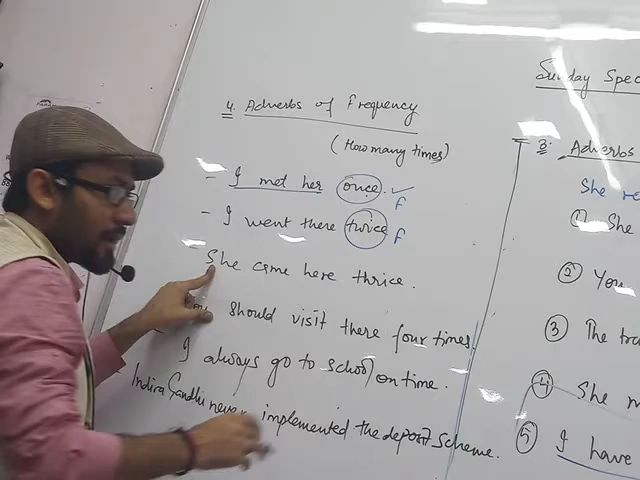 4. Adverbs of Frequency
(How many times)
- I met her once ✓
F
- I went there twice F
- She came here thrice.
should visit there four times
I always go to school on time.
Indira Gandhi never implemented the deposit scheme.
Sunday Spec
3. Adverbs
She re
① She
② You
③ The tra
④ She m
⑤ I have